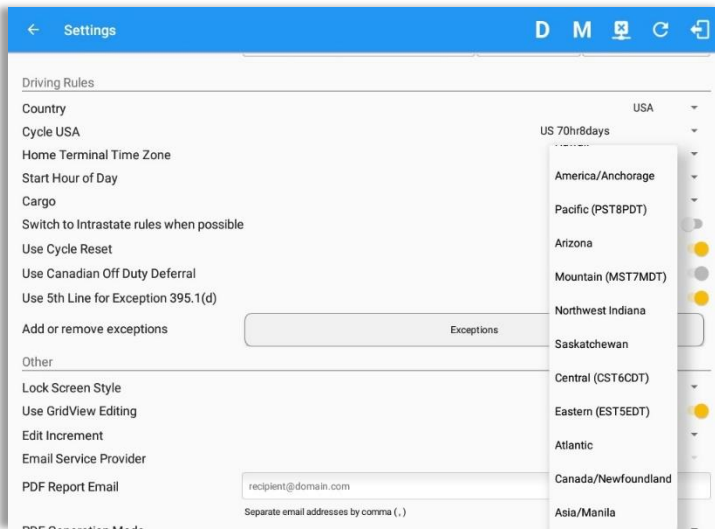 Settings
D M
Driving Rules
Country USA
Cycle USA US 70hr8days
Home Terminal Time Zone
Start Hour of Day
Cargo
Switch to Intrastate rules when possible
Use Cycle Reset
Use Canadian Off Duty Deferral
Use 5th Line for Exception 395.1(d)
Add or remove exceptions Exceptions
Other
Lock Screen Style
Use GridView Editing
Edit Increment
Email Service Provider
PDF Report Email recipient@domain.com
Separate email addresses by comma ( , )
America/Anchorage
Pacific (PST8PDT)
Arizona
Mountain (MST7MDT)
Northwest Indiana
Saskatchewan
Central (CST6CDT)
Eastern (EST5EDT)
Atlantic
Canada/Newfoundland
Asia/Manila